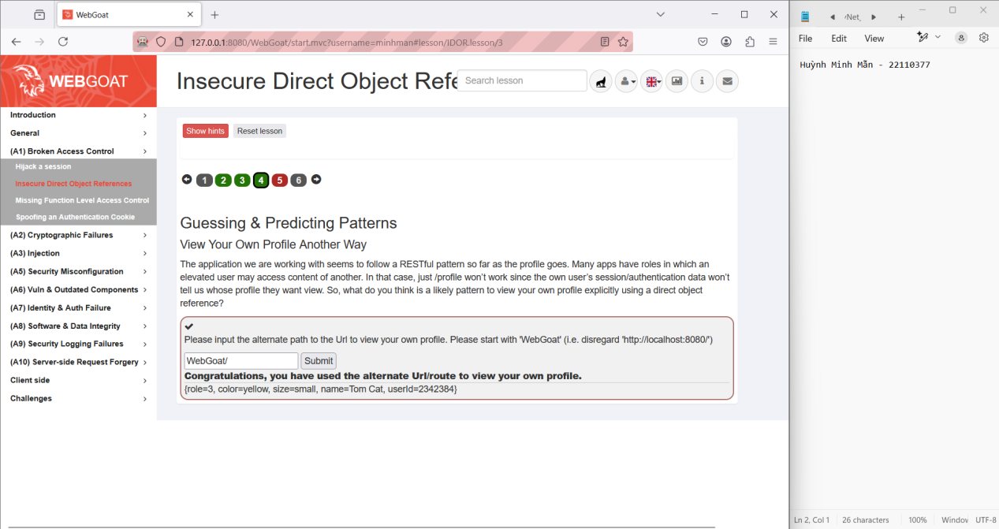 WebGoat
127.0.0.1:8080/WebGoat/start.mvc?username=minhman#lesson/IDOR.lesson/3
WEBGOAT
Insecure Direct Object Refe
Search lesson
Introduction
General
(A1) Broken Access Control
Hijack a session
Insecure Direct Object References
Missing Function Level Access Control
Spoofing an Authentication Cookie
(A2) Cryptographic Failures
(A3) Injection
(A5) Security Misconfiguration
(A6) Vuln & Outdated Components
(A7) Identity & Auth Failure
(A8) Software & Data Integrity
(A9) Security Logging Failures
(A10) Server-side Request Forgery
Client side
Challenges
Show hints Reset lesson
1 2 3 4 5 6
Guessing & Predicting Patterns
View Your Own Profile Another Way
The application we are working with seems to follow a RESTful pattern so far as the profile goes. Many apps have roles in which an
elevated user may access content of another. In that case, just /profile won’t work since the own user’s session/authentication data won’t
tell us whose profile they want view. So, what do you think is a likely pattern to view your own profile explicitly using a direct object
reference?
Please input the alternate path to the Url to view your own profile. Please start with 'WebGoat' (i.e. disregard 'http://localhost:8080/')
WebGoat/ Submit
Congratulations, you have used the alternate Url/route to view your own profile.
{role=3, color=yellow, size=small, name=Tom Cat, userId=2342384}
Net_
File Edit View
Huỳnh Minh Mẫn - 22110377
Ln 2, Col 1 26 characters 100% Window UTF-8